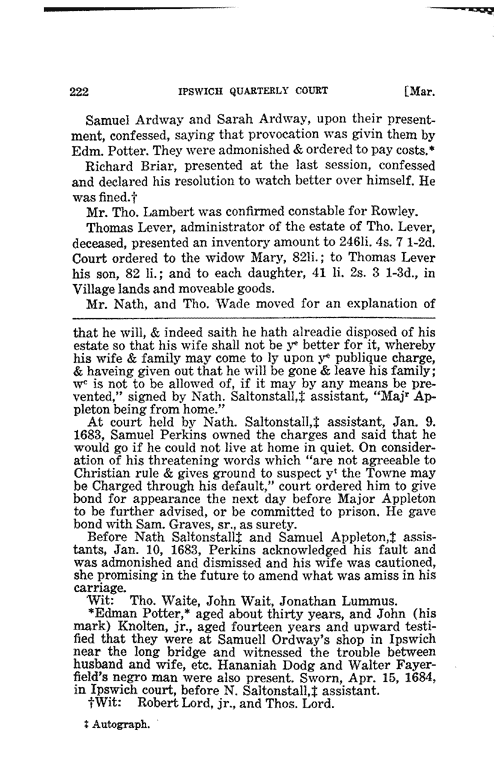 222 IPSWICH QUARTERLY COURT [Mar.
Samuel Ardway and Sarah Ardway, upon their present-
ment, confessed, saying that provocation was givin them by
Edm. Potter. They were admonished & ordered to pay costs.*
Richard Briar, presented at the last session, confessed
and declared his resolution to watch better over himself. He
was fined.†
Mr. Tho. Lambert was confirmed constable for Rowley.
Thomas Lever, administrator of the estate of Tho. Lever,
deceased, presented an inventory amount to 246li. 4s. 7 1-2d.
Court ordered to the widow Mary, 82li.; to Thomas Lever
his son, 82 li.; and to each daughter, 41 li. 2s. 3 1-3d., in
Village lands and moveable goods.
Mr. Nath, and Tho. Wade moved for an explanation of
that he will, & indeed saith he hath alreadie disposed of his
estate so that his wife shall not be yᵉ better for it, whereby
his wife & family may come to ly upon yᵉ publique charge,
& haveing given out that he will be gone & leave his family;
wᶜ is not to be allowed of, if it may by any means be pre-
vented," signed by Nath. Saltonstall,‡ assistant, "Majʳ Ap-
pleton being from home."
At court held by Nath. Saltonstall,‡ assistant, Jan. 9.
1683, Samuel Perkins owned the charges and said that he
would go if he could not live at home in quiet. On consider-
ation of his threatening words which "are not agreeable to
Christian rule & gives ground to suspect yᵗ the Towne may
be Charged through his default," court ordered him to give
bond for appearance the next day before Major Appleton
to be further advised, or be committed to prison. He gave
bond with Sam. Graves, sr., as surety.
Before Nath Saltonstall‡ and Samuel Appleton,‡ assis-
tants, Jan. 10, 1683, Perkins acknowledged his fault and
was admonished and dismissed and his wife was cautioned,
she promising in the future to amend what was amiss in his
carriage.
Wit: Tho. Waite, John Wait, Jonathan Lummus.
*Edman Potter,* aged about thirty years, and John (his
mark) Knolten, jr., aged fourteen years and upward testi-
fied that they were at Samuell Ordway's shop in Ipswich
near the long bridge and witnessed the trouble between
husband and wife, etc. Hananiah Dodg and Walter Fayer-
field's negro man were also present. Sworn, Apr. 15, 1684,
in Ipswich court, before N. Saltonstall,‡ assistant.
†Wit: Robert Lord, jr., and Thos. Lord.
‡ Autograph.